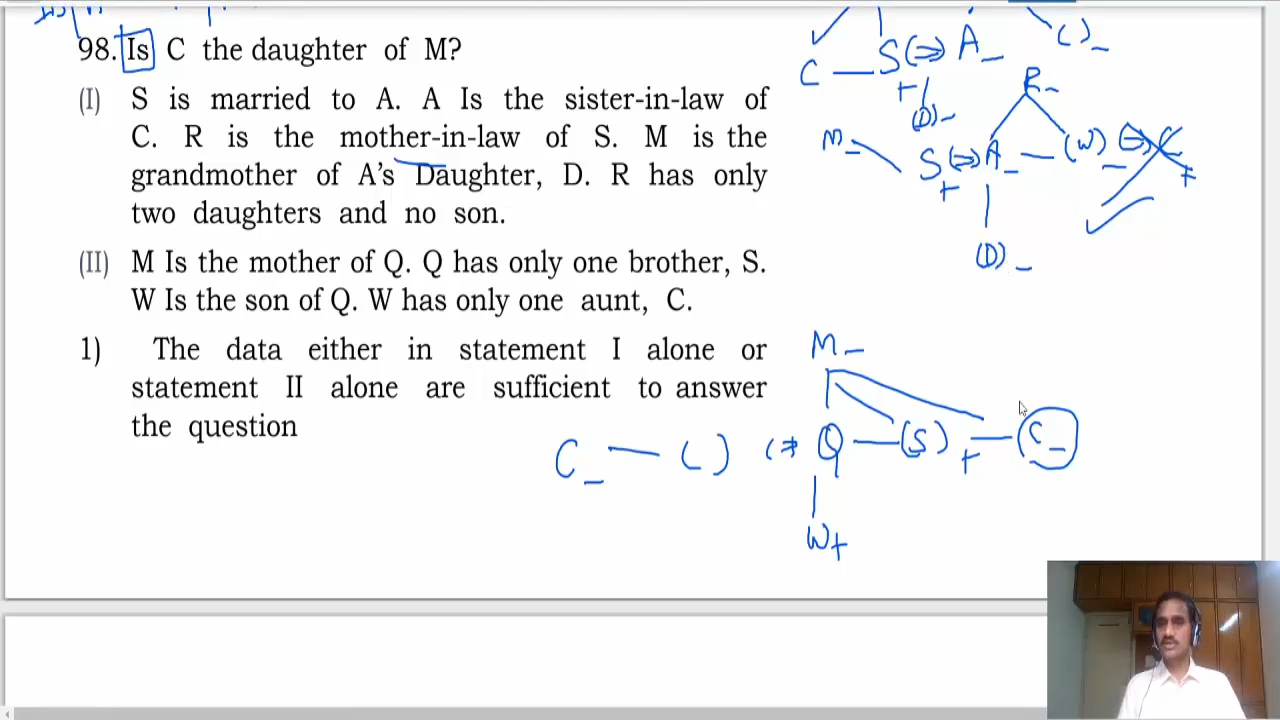 98. Is C the daughter of M?
(I) S is married to A. A Is the sister-in-law of
C. R is the mother-in-law of S. M is the
grandmother of A's Daughter, D. R has only
two daughters and no son.
(II) M Is the mother of Q. Q has only one brother, S.
W Is the son of Q. W has only one aunt, C.
1) The data either in statement I alone or
statement II alone are sufficient to answer
the question
C — S (⇔) A _
+
( ) _
(D) _
R _
M _
S (⇔) A _ — (W) _ (⇔) C
+
+
(D) _
M _
C _ — ( ) (⇔) Q — (S) + — C _
W +